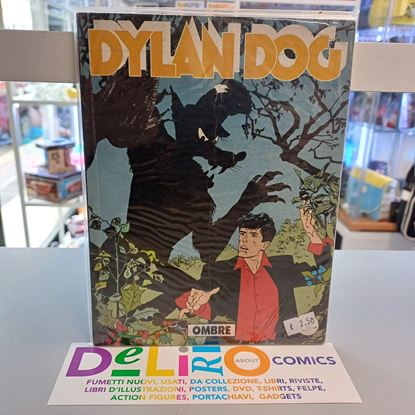 DYLAN DOG
OMBRE
€ 2,50
DeLiRiO ABOUT COMICS
FUMETTI NUOVI, USATI, DA COLLEZIONE, LIBRI, RIVISTE,
LIBRI D'ILLUSTRAZIONI, POSTERS, DVD, T-SHIRTS, FELPE,
ACTION FIGURES, PORTACHIAVI, GADGETS